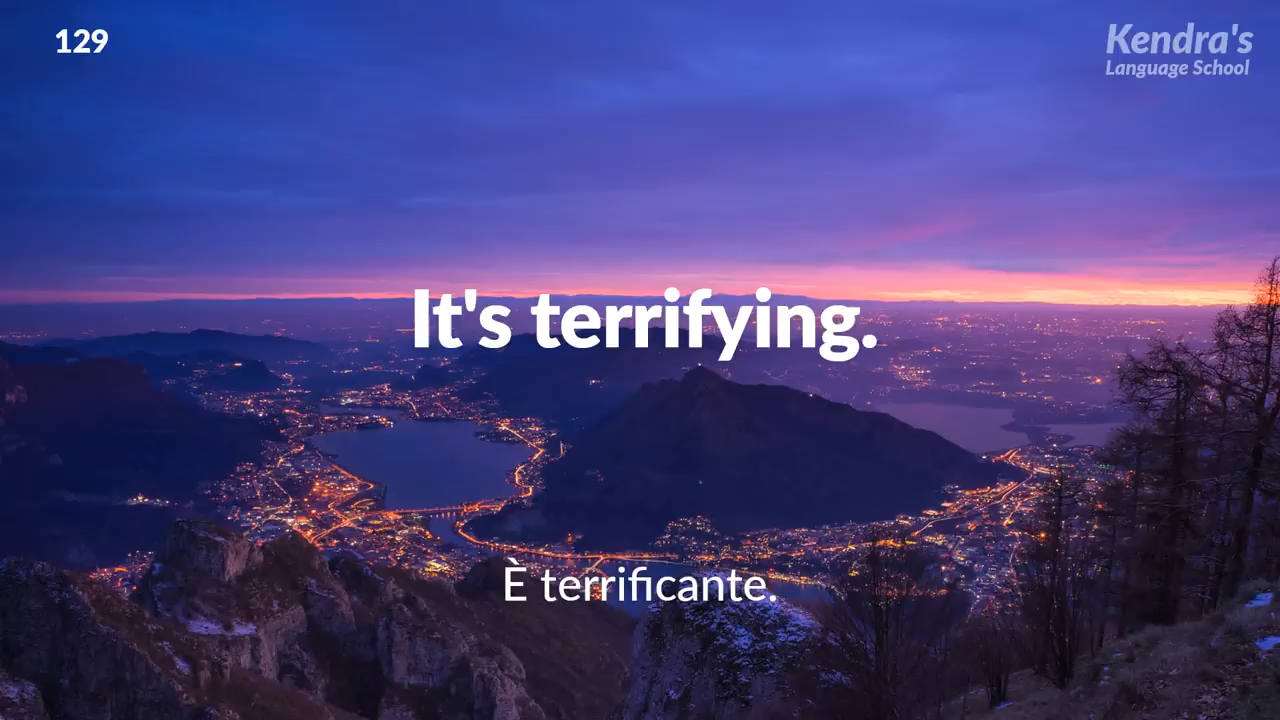 129
Kendra's
Language School
It's terrifying.
È terrificante.